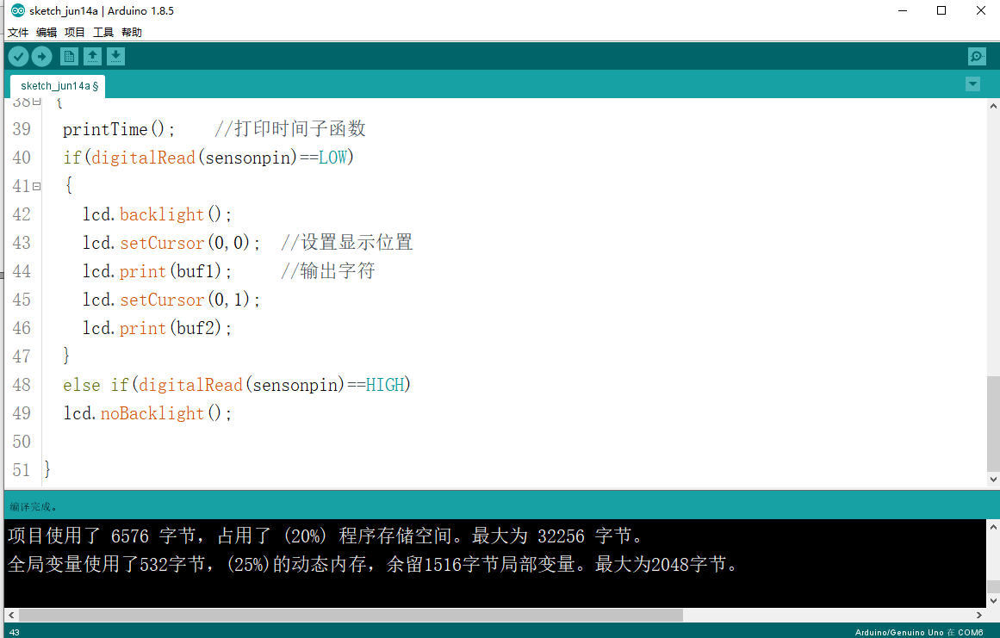 sketch_jun14a | Arduino 1.8.5
文件 编辑 项目 工具 帮助
sketch_jun14a §
38 {
39 printTime(); //打印时间子函数
40 if(digitalRead(sensonpin)==LOW)
41 {
42 lcd.backlight();
43 lcd.setCursor(0,0); //设置显示位置
44 lcd.print(buf1); //输出字符
45 lcd.setCursor(0,1);
46 lcd.print(buf2);
47 }
48 else if(digitalRead(sensonpin)==HIGH)
49 lcd.noBacklight();
50
51 }
编译完成。
项目使用了 6576 字节，占用了 (20%) 程序存储空间。最大为 32256 字节。
全局变量使用了532字节，(25%)的动态内存，余留1516字节局部变量。最大为2048字节。
43 Arduino/Genuino Uno 在 COM6